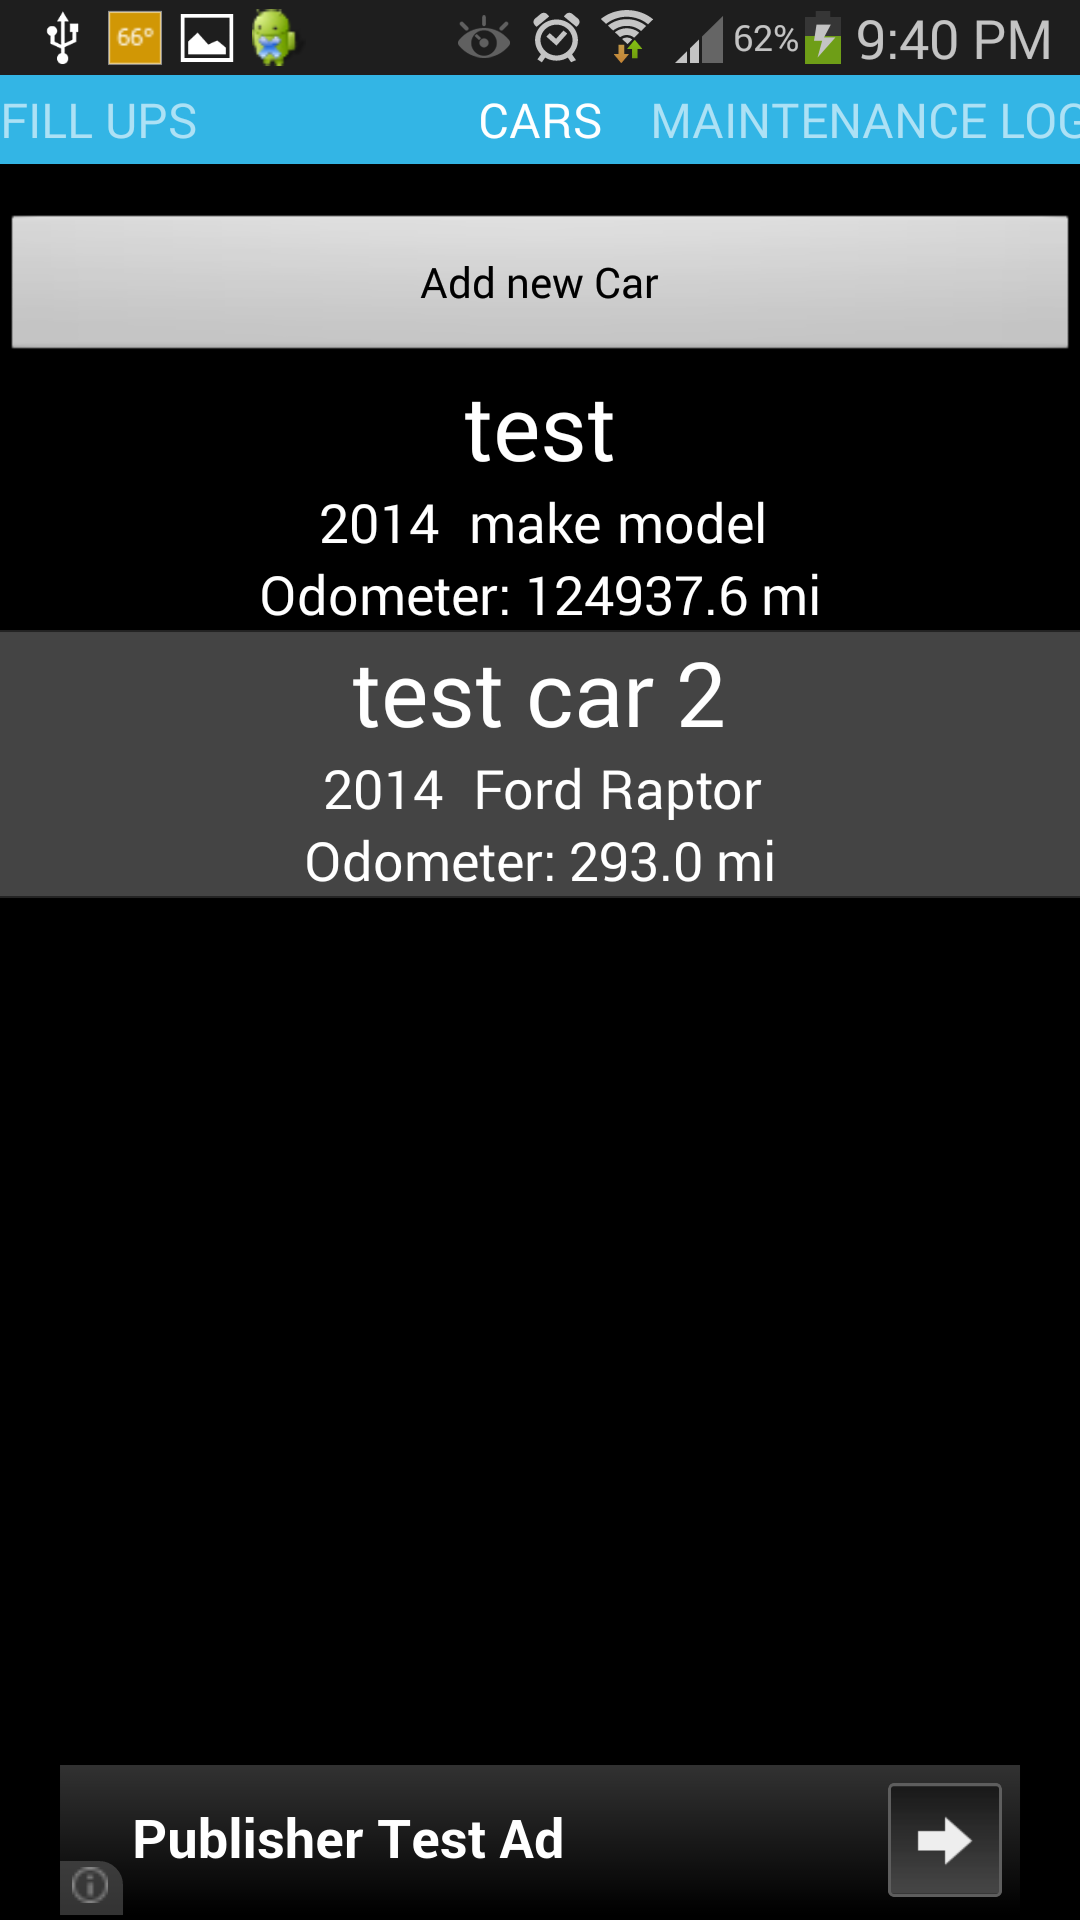 66° 62% 9:40 PM
FILL UPS CARS MAINTENANCE LOG
Add new Car
test
2014 make model
Odometer: 124937.6 mi
test car 2
2014 Ford Raptor
Odometer: 293.0 mi
Publisher Test Ad